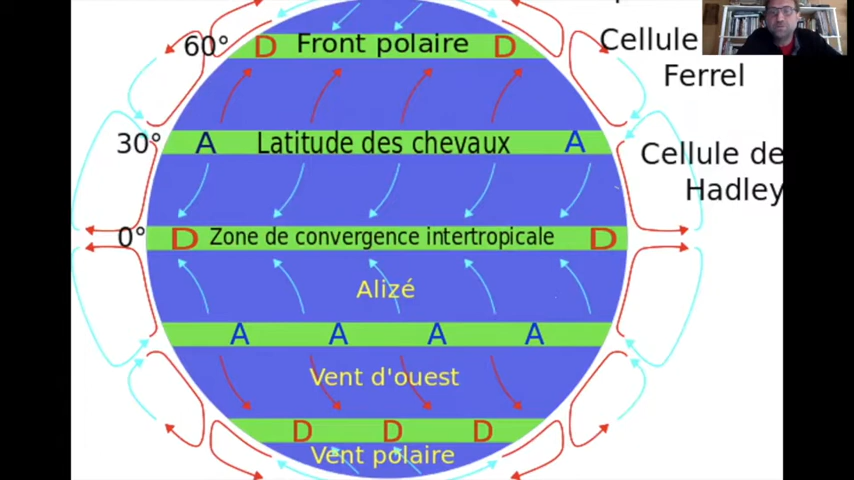 60° D Front polaire D
Cellule
Ferrel
30° A Latitude des chevaux A
Cellule de
Hadley
0° D Zone de convergence intertropicale D
Alizé
A A A A
Vent d'ouest
D D D
Vent polaire